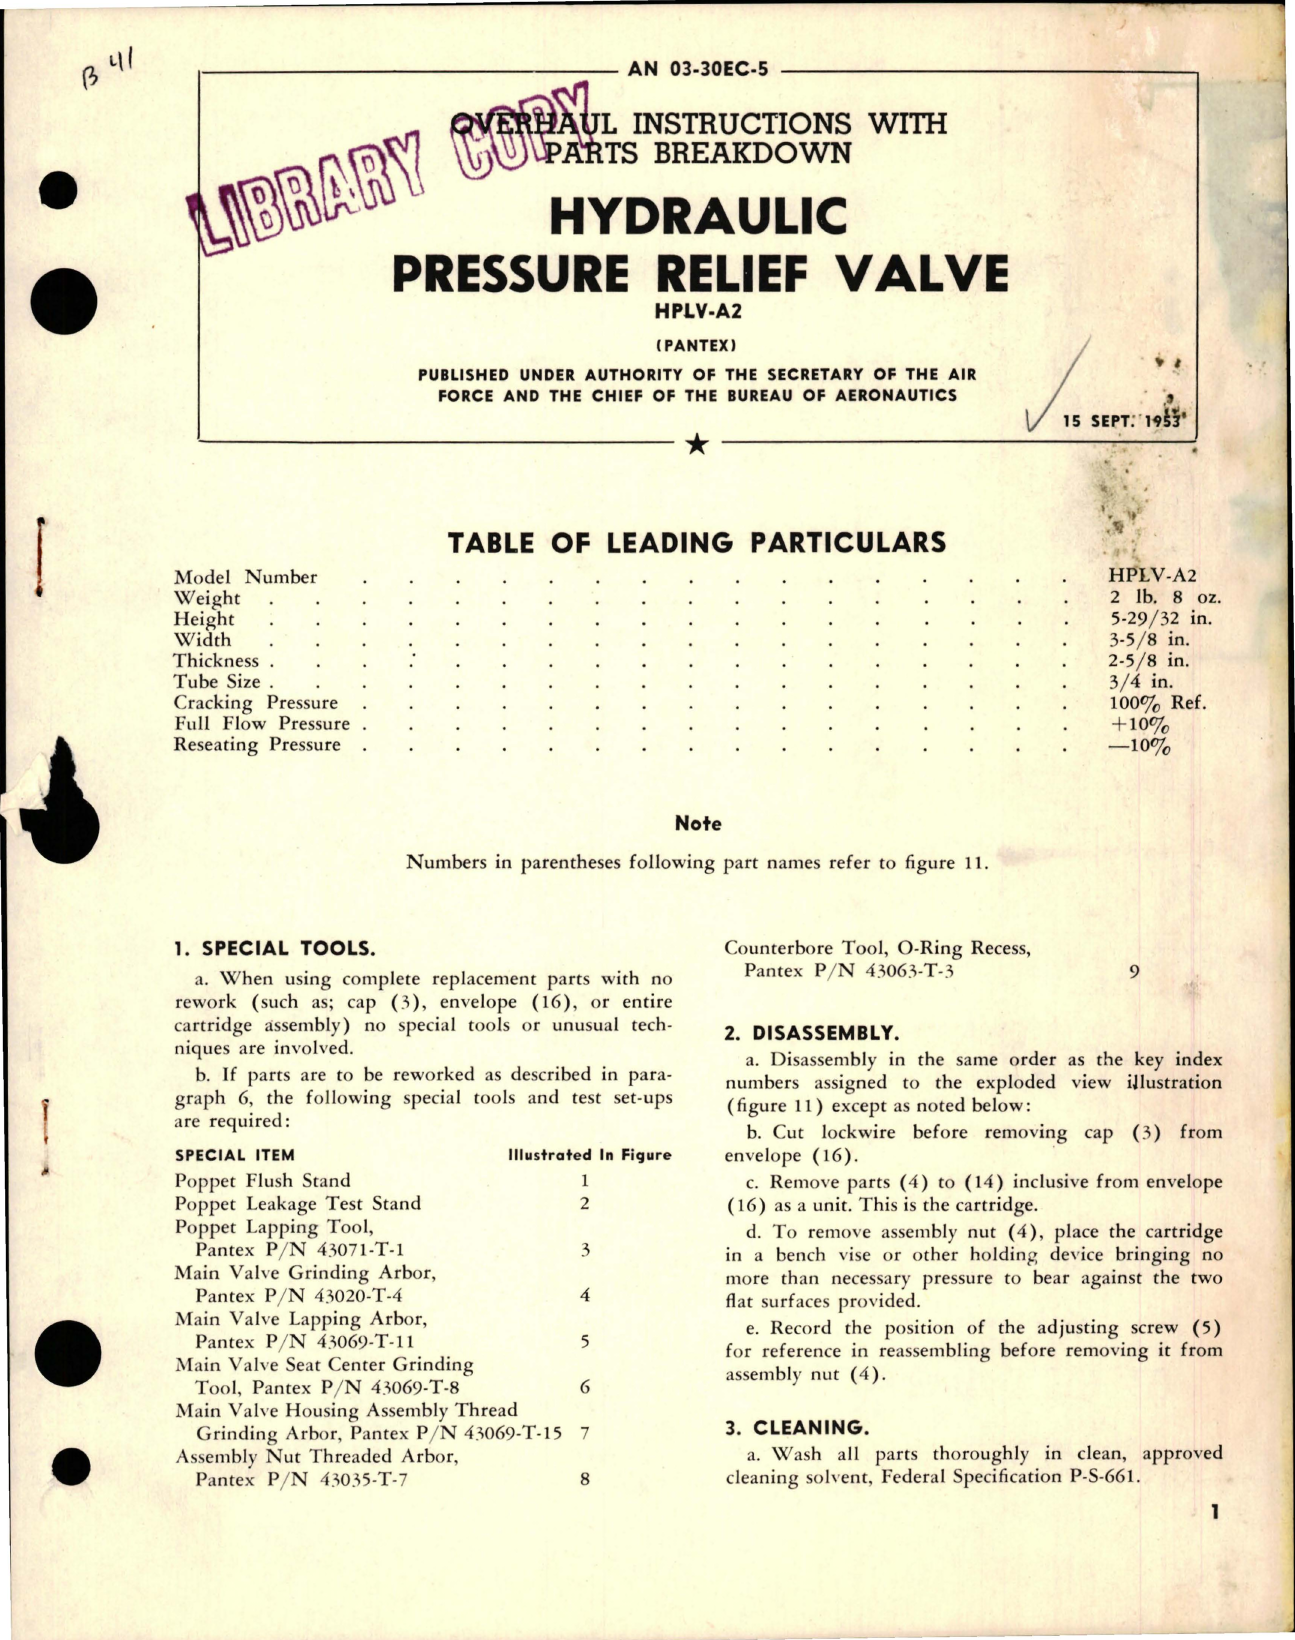 B 41
AN 03-30EC-5
LIBRARY COPY
OVERHAUL INSTRUCTIONS WITH
PARTS BREAKDOWN
HYDRAULIC
PRESSURE RELIEF VALVE
HPLV-A2
(PANTEX)
PUBLISHED UNDER AUTHORITY OF THE SECRETARY OF THE AIR
FORCE AND THE CHIEF OF THE BUREAU OF AERONAUTICS
15 SEPT. 1953
TABLE OF LEADING PARTICULARS
Model Number . . . . . . . . . . . . . . . . HPLV-A2
Weight . . . . . . . . . . . . . . . . . . 2 lb. 8 oz.
Height . . . . . . . . . . . . . . . . . . 5-29/32 in.
Width . . . . . . . . . . . . . . . . . . 3-5/8 in.
Thickness . . . . . . . . . . . . . . . . . . 2-5/8 in.
Tube Size . . . . . . . . . . . . . . . . . . 3/4 in.
Cracking Pressure . . . . . . . . . . . . . . . . 100% Ref.
Full Flow Pressure . . . . . . . . . . . . . . . . +10%
Reseating Pressure . . . . . . . . . . . . . . . . —10%
Note
Numbers in parentheses following part names refer to figure 11.
1. SPECIAL TOOLS.
a. When using complete replacement parts with no
rework (such as; cap (3), envelope (16), or entire
cartridge assembly) no special tools or unusual tech-
niques are involved.
b. If parts are to be reworked as described in para-
graph 6, the following special tools and test set-ups
are required:
SPECIAL ITEM Illustrated In Figure
Poppet Flush Stand 1
Poppet Leakage Test Stand 2
Poppet Lapping Tool,
Pantex P/N 43071-T-1 3
Main Valve Grinding Arbor,
Pantex P/N 43020-T-4 4
Main Valve Lapping Arbor,
Pantex P/N 43069-T-11 5
Main Valve Seat Center Grinding
Tool, Pantex P/N 43069-T-8 6
Main Valve Housing Assembly Thread
Grinding Arbor, Pantex P/N 43069-T-15 7
Assembly Nut Threaded Arbor,
Pantex P/N 43035-T-7 8
Counterbore Tool, O-Ring Recess,
Pantex P/N 43063-T-3 9
2. DISASSEMBLY.
a. Disassembly in the same order as the key index
numbers assigned to the exploded view illustration
(figure 11) except as noted below:
b. Cut lockwire before removing cap (3) from
envelope (16).
c. Remove parts (4) to (14) inclusive from envelope
(16) as a unit. This is the cartridge.
d. To remove assembly nut (4), place the cartridge
in a bench vise or other holding device bringing no
more than necessary pressure to bear against the two
flat surfaces provided.
e. Record the position of the adjusting screw (5)
for reference in reassembling before removing it from
assembly nut (4).
3. CLEANING.
a. Wash all parts thoroughly in clean, approved
cleaning solvent, Federal Specification P-S-661.
1